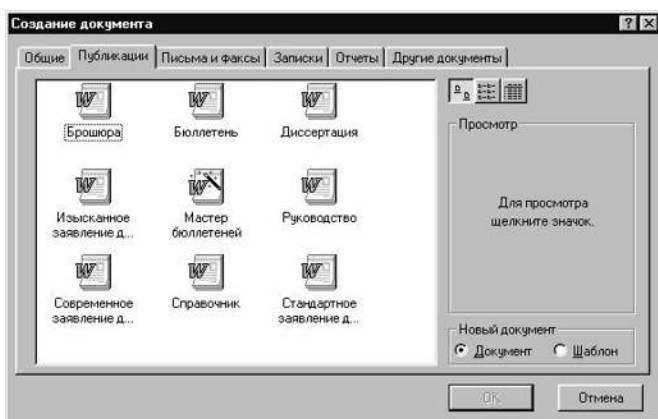 Создание документа
Общие Публикации Письма и факсы Записки Отчеты Другие документы
Брошюра Бюллетень Диссертация
Изысканное заявление д... Мастер бюллетеней Руководство
Современное заявление д... Справочник Стандартное заявление д...
Просмотр
Для просмотра
щелкните значок.
Новый документ
Документ Шаблон
OK Отмена